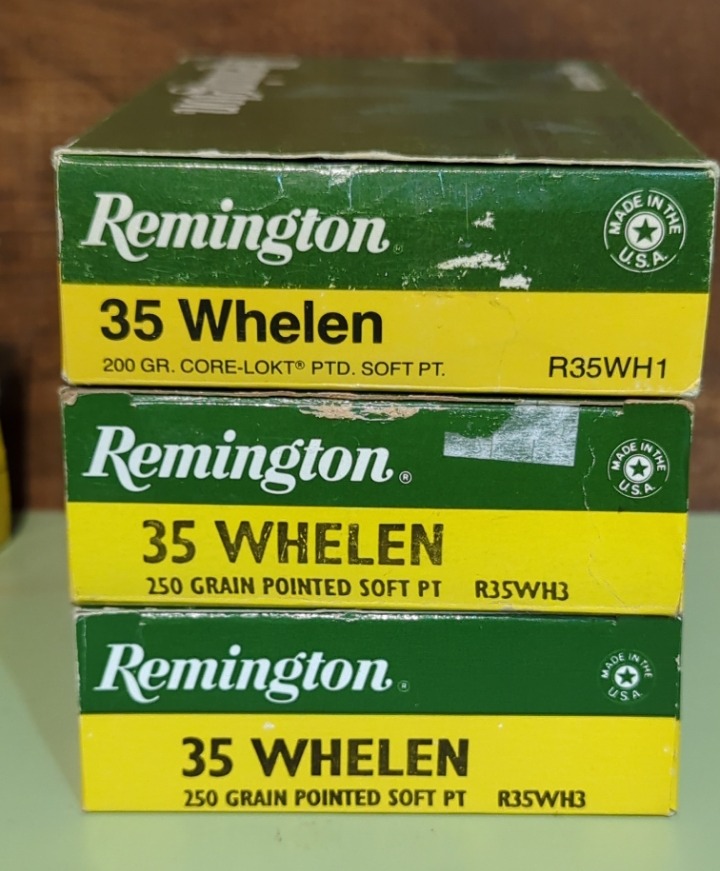 Remington
Remington®
MADE IN THE
U.S.A.
35 Whelen
200 GR. CORE-LOKT® PTD. SOFT PT.
R35WH1
Remington®
MADE IN THE
U.S.A.
35 WHELEN
250 GRAIN POINTED SOFT PT
R35WH3
Remington®
MADE IN THE
U.S.A.
35 WHELEN
250 GRAIN POINTED SOFT PT
R35WH3